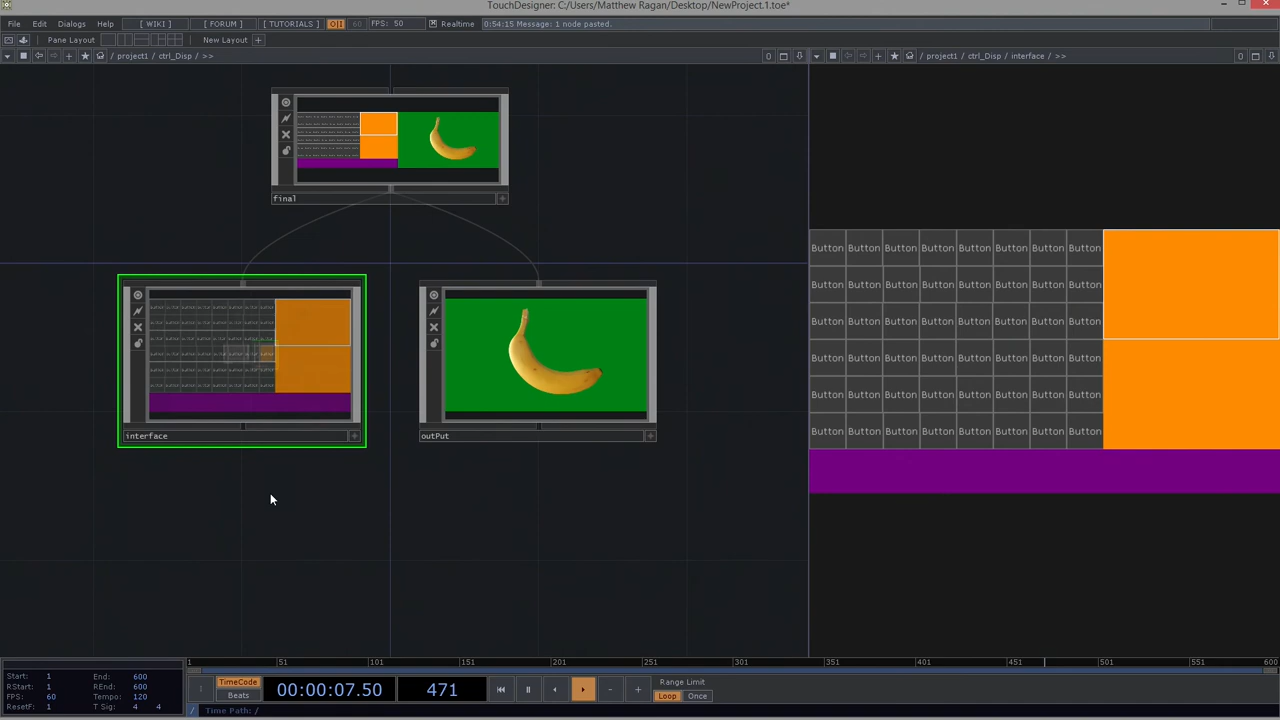 TouchDesigner: C:/Users/Matthew Ragan/Desktop/NewProject.1.toe*
File Edit Dialogs Help [ WIKI ] [ FORUM ] [ TUTORIALS ] O|I 60 FPS: 50 Realtime 0:54:15 Message: 1 node pasted.
Pane Layout New Layout +
/ project1 / ctrl_Disp / >> 0
/ project1 / ctrl_Disp / interface / >> 0
final
interface
outPut
Button Button Button Button Button Button Button Button
Button Button Button Button Button Button Button Button
Button Button Button Button Button Button Button Button
Button Button Button Button Button Button Button Button
Button Button Button Button Button Button Button Button
Button Button Button Button Button Button Button Button
1 51 101 151 201 251 301 351 401 451 501 551 600
Start: 1 End: 600
RStart: 1 REnd: 600
FPS: 60 Tempo: 120
ResetF: 1 T Sig: 4 4
TimeCode
Beats
00:00:07.50
471
Range Limit
Loop Once
/ Time Path: /